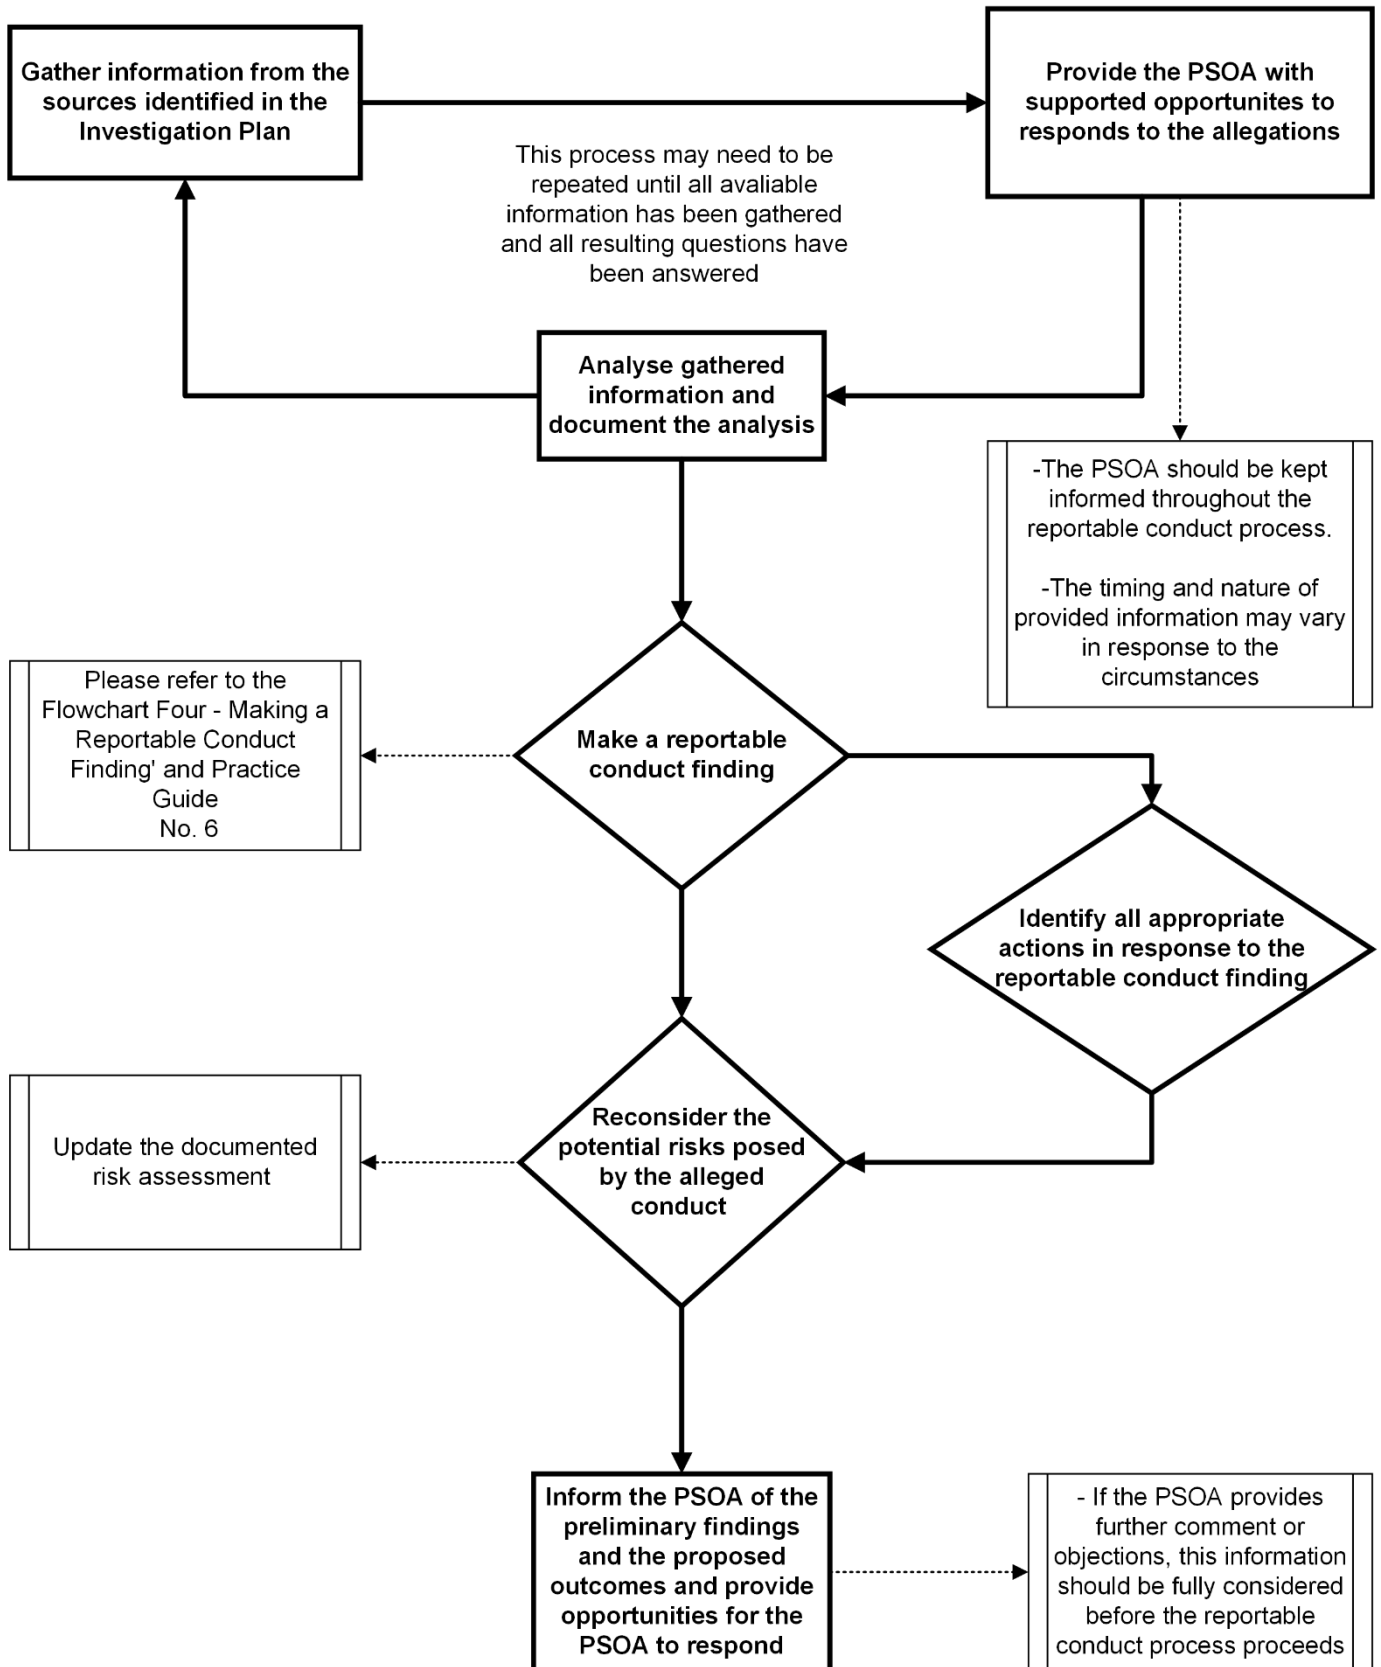 Gather information from the
sources identified in the
Investigation Plan
Provide the PSOA with
supported opportunites to
responds to the allegations
This process may need to be
repeated until all avaliable
information has been gathered
and all resulting questions have
been answered
Analyse gathered
information and
document the analysis
-The PSOA should be kept
informed throughout the
reportable conduct process.
-The timing and nature of
provided information may vary
in response to the
circumstances
Please refer to the
Flowchart Four - Making a
Reportable Conduct
Finding' and Practice
Guide
No. 6
Make a reportable
conduct finding
Identify all appropriate
actions in response to the
reportable conduct finding
Update the documented
risk assessment
Reconsider the
potential risks posed
by the alleged
conduct
Inform the PSOA of the
preliminary findings
and the proposed
outcomes and provide
opportunities for the
PSOA to respond
- If the PSOA provides
further comment or
objections, this information
should be fully considered
before the reportable
conduct process proceeds